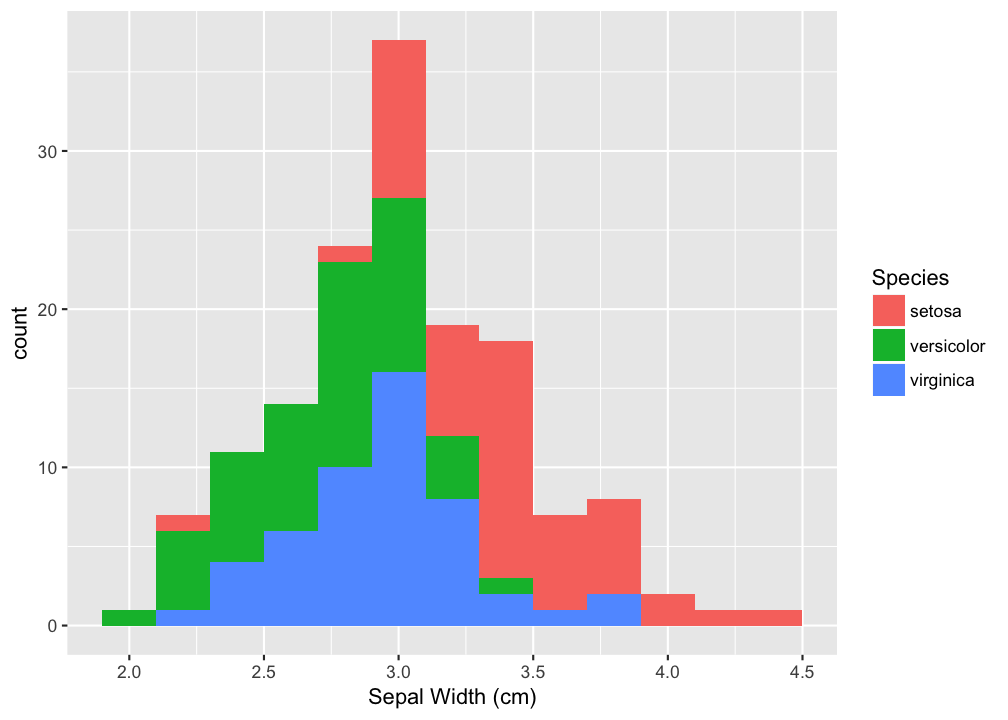 30
20
10
0
count
2.0 2.5 3.0 3.5 4.0 4.5
Sepal Width (cm)
Species
setosa
versicolor
virginica